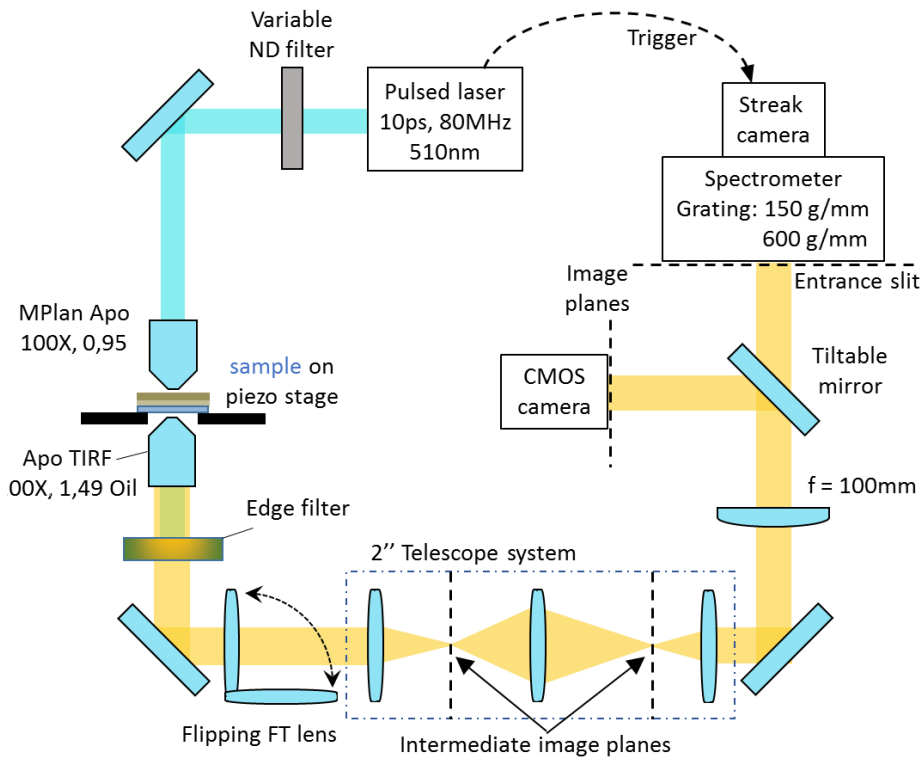 Variable
ND filter
Trigger
Pulsed laser
10ps, 80MHz
510nm
Streak
camera
Spectrometer
Grating: 150 g/mm
600 g/mm
Image
planes
Entrance slit
MPlan Apo
100X, 0,95
sample on
piezo stage
CMOS
camera
Tiltable
mirror
Apo TIRF
00X, 1,49 Oil
Edge filter
f = 100mm
2’’ Telescope system
Flipping FT lens
Intermediate image planes